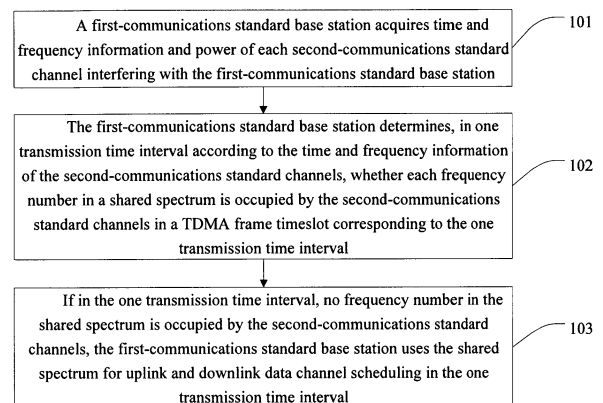 A first-communications standard base station acquires time and
frequency information and power of each second-communications standard
channel interfering with the first-communications standard base station
101
The first-communications standard base station determines, in one
transmission time interval according to the time and frequency information
of the second-communications standard channels, whether each frequency
number in a shared spectrum is occupied by the second-communications
standard channels in a TDMA frame timeslot corresponding to the one
transmission time interval
102
If in the one transmission time interval, no frequency number in the
shared spectrum is occupied by the second-communications standard
channels, the first-communications standard base station uses the shared
spectrum for uplink and downlink data channel scheduling in the one
transmission time interval
103